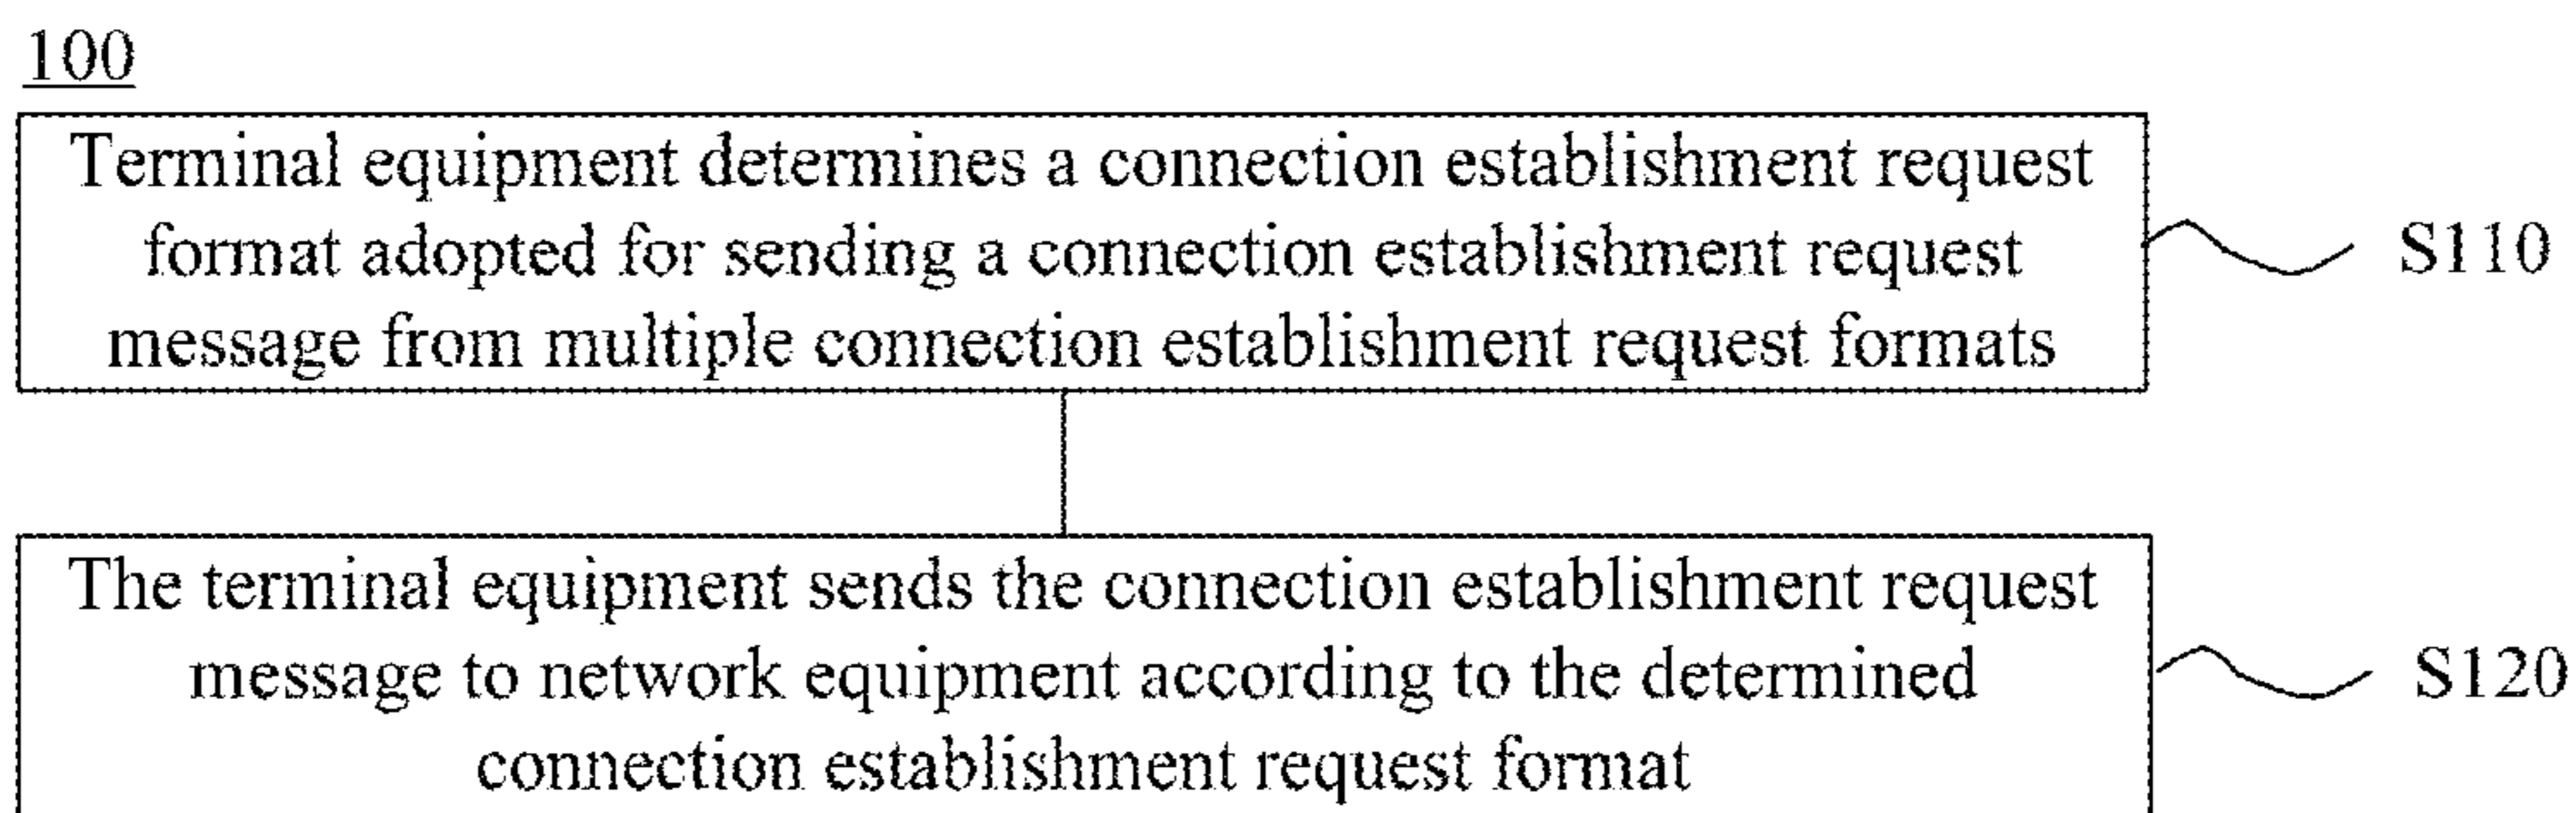 100
Terminal equipment determines a connection establishment request
format adopted for sending a connection establishment request
message from multiple connection establishment request formats
S110
The terminal equipment sends the connection establishment request
message to network equipment according to the determined
connection establishment request format
S120